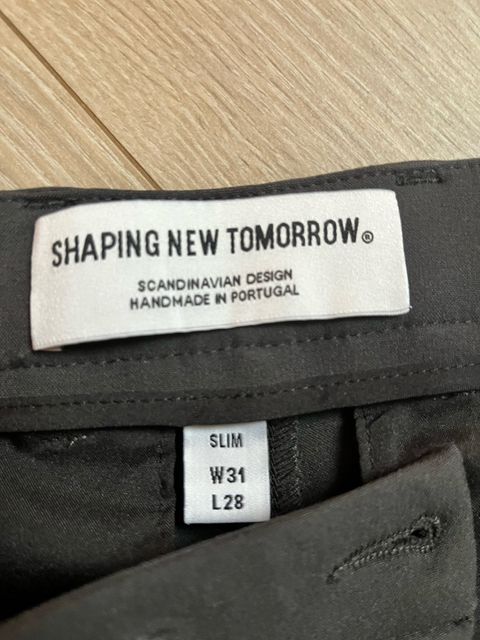 SHAPING NEW TOMORROW®
SCANDINAVIAN DESIGN
HANDMADE IN PORTUGAL
SLIM
W31
L28